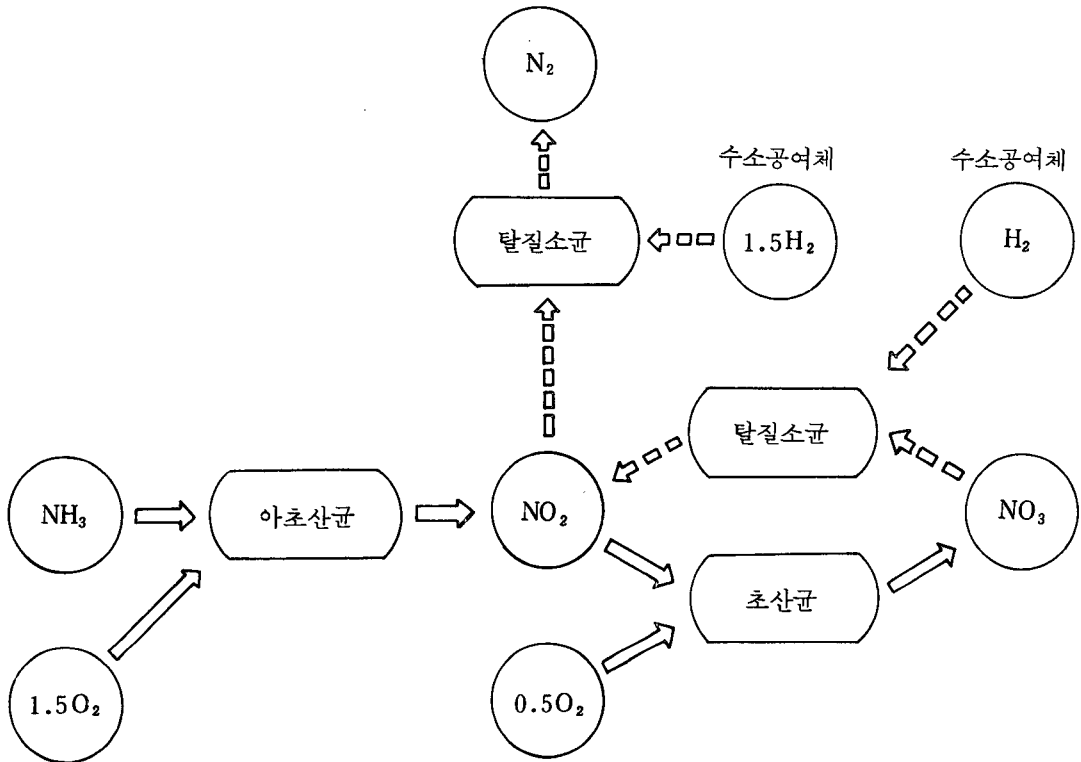 N₂
수소공여체
수소공여체
탈질소균
1.5H₂
H₂
탈질소균
NH₃
아초산균
NO₂
NO₃
초산균
1.5O₂
0.5O₂